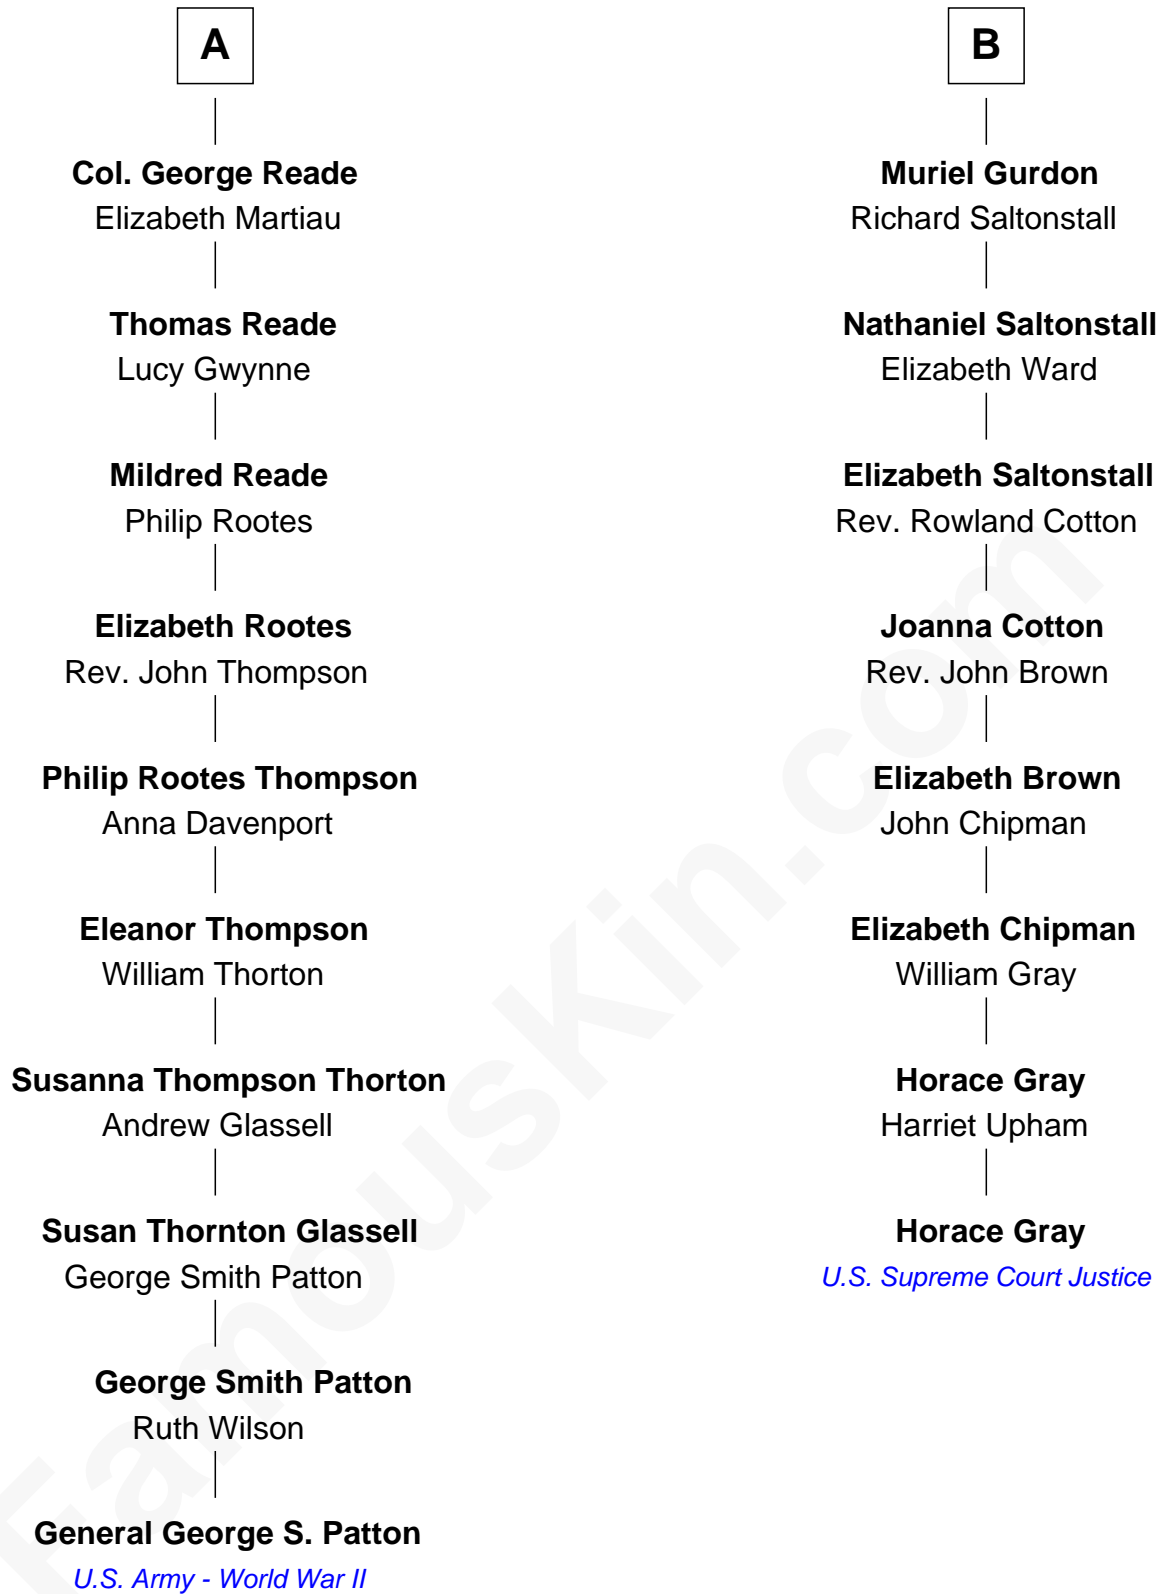 A
Col. George Reade
Elizabeth Martiau
Thomas Reade
Lucy Gwynne
Mildred Reade
Philip Rootes
Elizabeth Rootes
Rev. John Thompson
Philip Rootes Thompson
Anna Davenport
Eleanor Thompson
William Thorton
Susanna Thompson Thorton
Andrew Glassell
Susan Thornton Glassell
George Smith Patton
George Smith Patton
Ruth Wilson
General George S. Patton
U.S. Army - World War II
B
Muriel Gurdon
Richard Saltonstall
Nathaniel Saltonstall
Elizabeth Ward
Elizabeth Saltonstall
Rev. Rowland Cotton
Joanna Cotton
Rev. John Brown
Elizabeth Brown
John Chipman
Elizabeth Chipman
William Gray
Horace Gray
Harriet Upham
Horace Gray
U.S. Supreme Court Justice
FamousKin.com